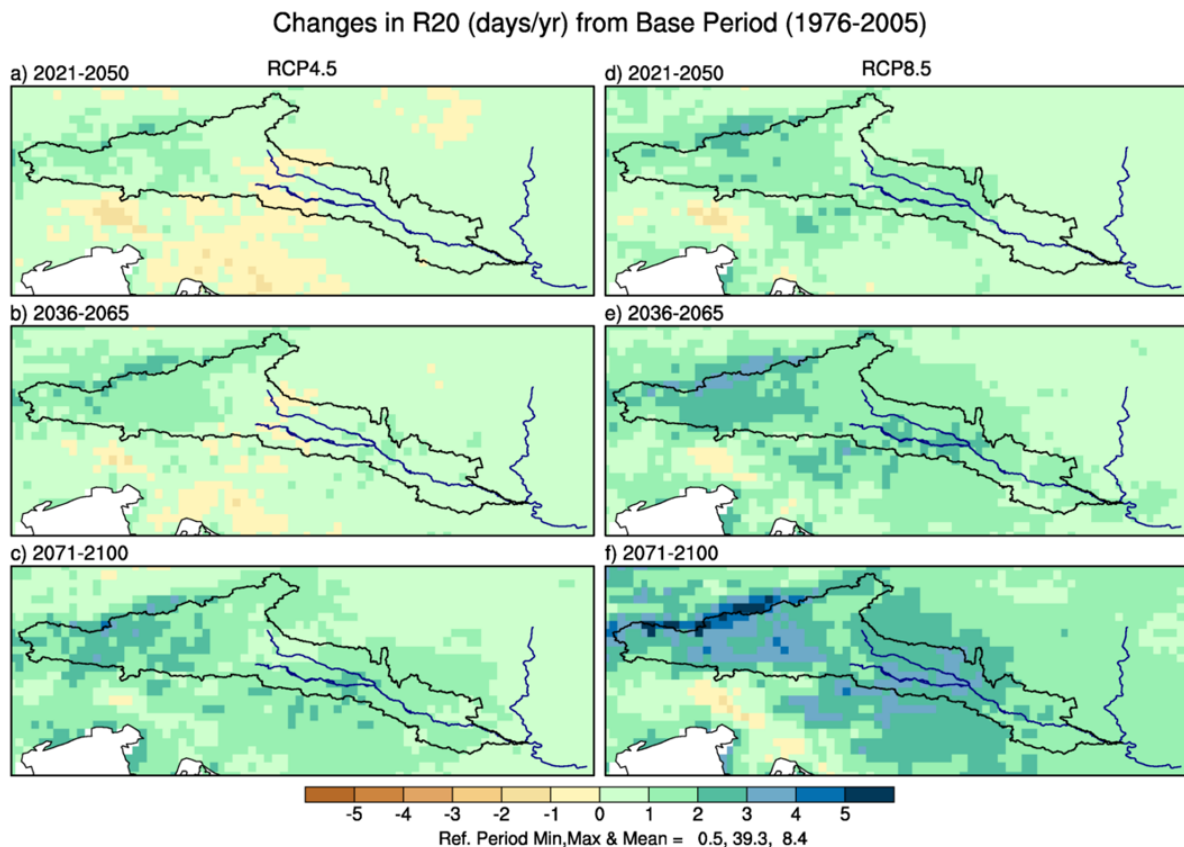 Changes in R20 (days/yr) from Base Period (1976-2005)
RCP4.5
RCP8.5
a) 2021-2050
d) 2021-2050
b) 2036-2065
e) 2036-2065
c) 2071-2100
f) 2071-2100
-5 -4 -3 -2 -1 0 1 2 3 4 5
Ref. Period Min,Max & Mean = 0.5, 39.3, 8.4